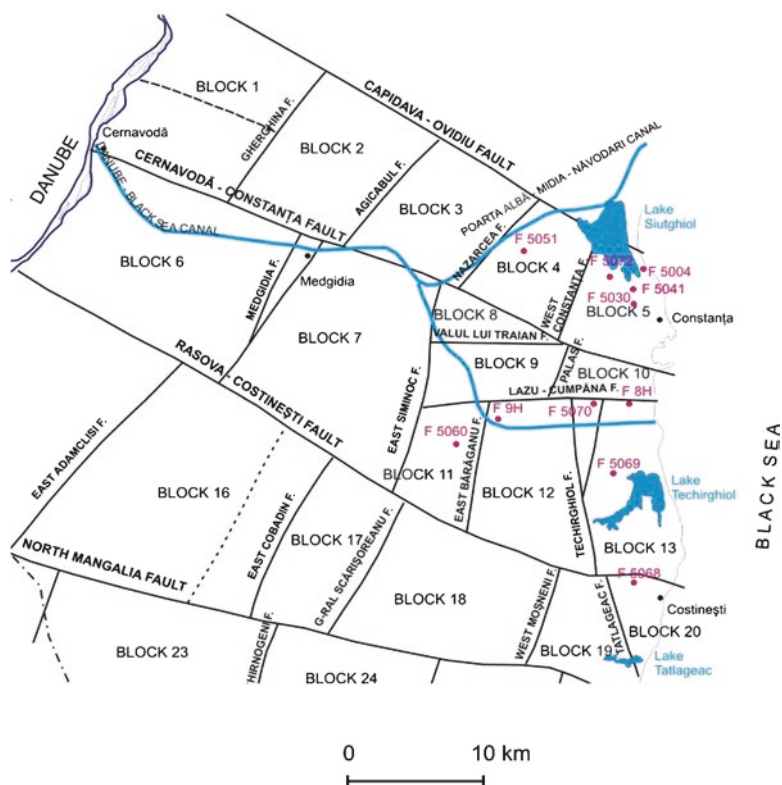 BLOCK 1
CAPIDAVA - OVIDIU FAULT
GHERGHINA F.
Cernavodă
BLOCK 2
DANUBE
CERNAVODĂ - CONSTANȚA FAULT
AGICABUL F.
POARTA ALBĂ - MIDIA - NĂVODARI CANAL
DANUBE - BLACK SEA CANAL
BLOCK 3
Lake
Siutghiol
NAZARCEA F.
F 5051
BLOCK 4
BLOCK 6
Medgidia
MEDGIDIA F.
WEST CONSTANȚA F.
F 5072
F 5004
F 5041
F 5030
BLOCK 5
Constanța
BLOCK 8
VALUL LUI TRAIAN F.
BLOCK 7
BLOCK 9
PALAS F.
BLOCK 10
RASOVA - COSTINEȘTI FAULT
EAST SIMINOC F.
LAZU - CUMPĂNA F.
F 8H
F 9H
F 5070
F 5060
EAST ADAMCLISI F.
BLOCK 11
EAST BĂRĂGANU F.
F 5069
Lake
Techirghiol
BLOCK 16
BLOCK 12
TECHIRGHIOL F.
BLACK SEA
EAST COBADIN F.
BLOCK 17
G-RAL SCĂRIȘOREANU F.
BLOCK 13
NORTH MANGALIA FAULT
F 5068
BLOCK 18
WEST MOȘNENI F.
TATLAGEAC F.
Costinești
BLOCK 20
BLOCK 19
BLOCK 23
HIRNOGENI F.
BLOCK 24
Lake
Tatlageac
0 10 km